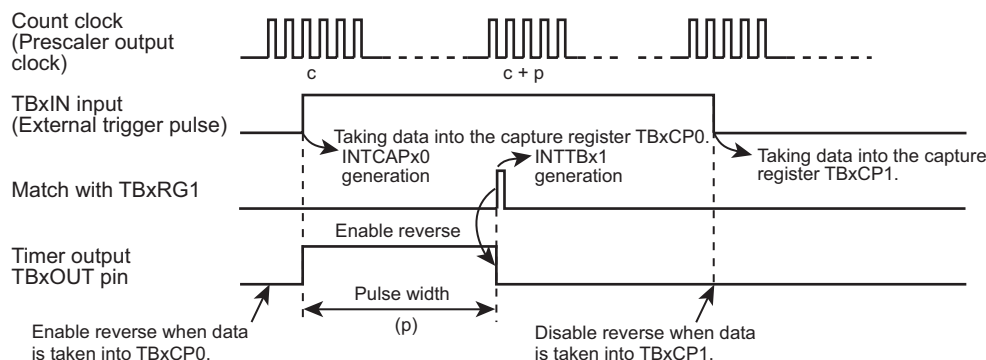 Count clock
(Prescaler output
clock)
c
c + p
TBxIN input
(External trigger pulse)
Taking data into the capture register TBxCP0.
INTCAPx0
generation
INTTBx1
generation
Taking data into the capture
register TBxCP1.
Match with TBxRG1
Enable reverse
Timer output
TBxOUT pin
Pulse width
(p)
Enable reverse when data
is taken into TBxCP0.
Disable reverse when data
is taken into TBxCP1.